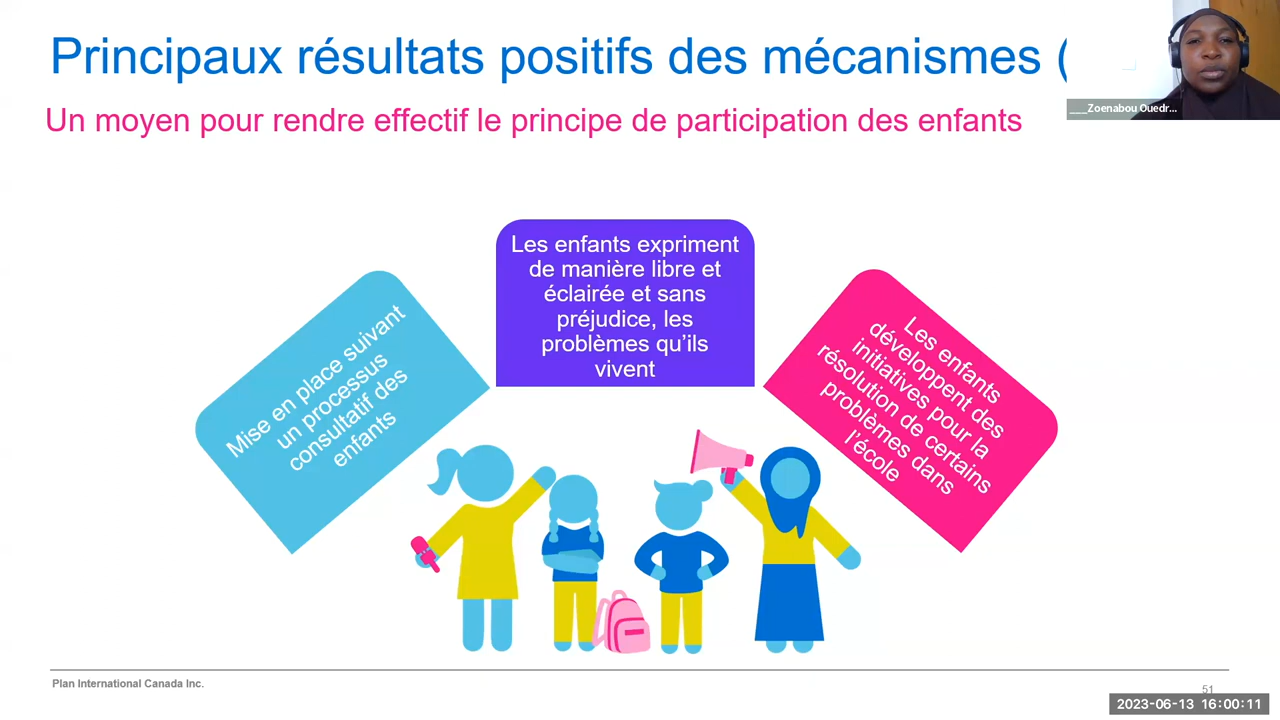 Principaux résultats positifs des mécanismes (
Un moyen pour rendre effectif le principe de participation des enfants
___Zoenabou Ouedr...
Mise en place suivant
un processus
consultatif des
enfants
Les enfants expriment
de manière libre et
éclairée et sans
préjudice, les
problèmes qu’ils
vivent
Les enfants
développent des
initiatives pour la
résolution de certains
problèmes dans
l’école
Plan International Canada Inc.
51
2023-06-13 16:00:11